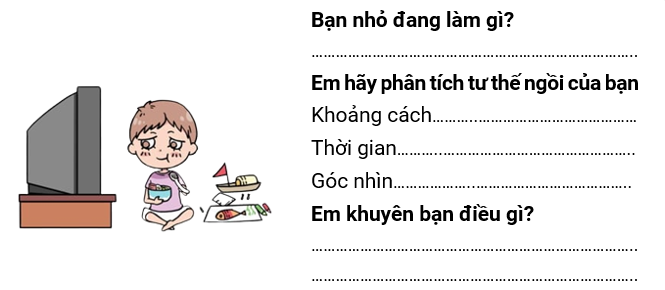 Bạn nhỏ đang làm gì?
……………………………………………………………………..
Em hãy phân tích tư thế ngồi của bạn
Khoảng cách……………………………………………
Thời gian…………………………………………………..
Góc nhìn…………………………………………………..
Em khuyên bạn điều gì?
……………………………………………………………………..
……………………………………………………………………..